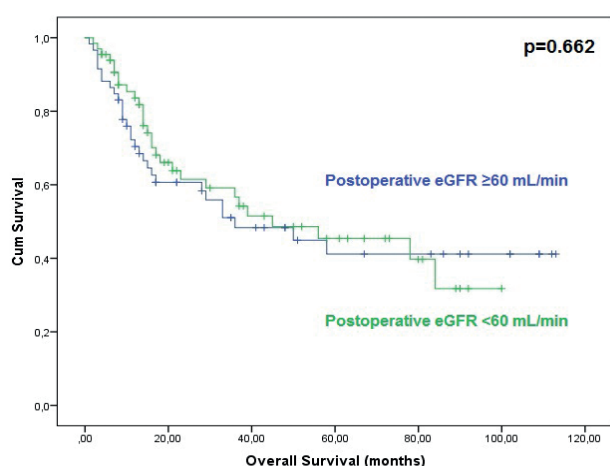 p=0.662
1,0
0,8
0,6
0,4
0,2
0,0
Cum Survival
Postoperative eGFR ≥60 mL/min
Postoperative eGFR <60 mL/min
,00 20,00 40,00 60,00 80,00 100,00 120,00
Overall Survival (months)